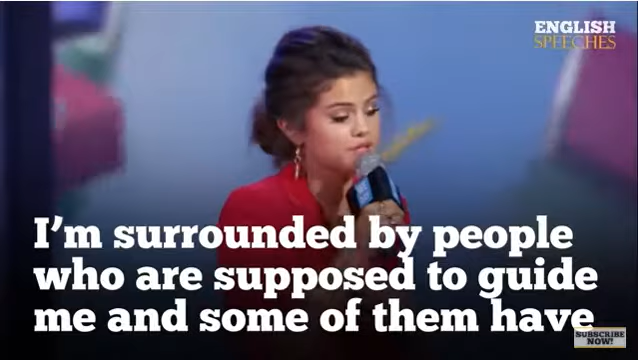 ENGLISH
SPEECHES
I'm surrounded by people
who are supposed to guide
me and some of them have
SUBSCRIBE
NOW!